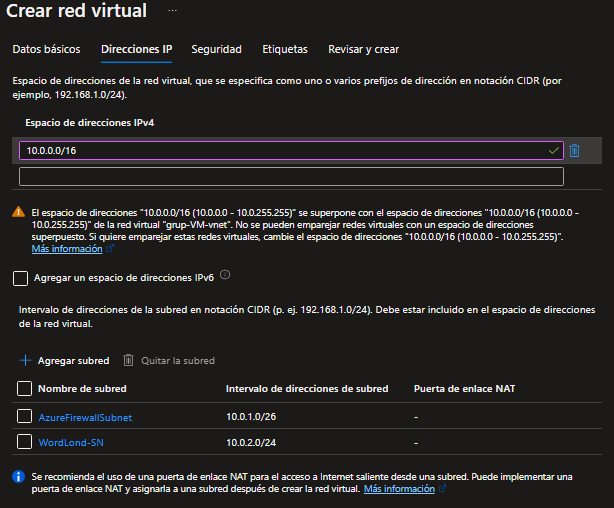 Crear red virtual ...
Datos básicos Direcciones IP Seguridad Etiquetas Revisar y crear
Espacio de direcciones de la red virtual, que se especifica como uno o varios prefijos de dirección en notación CIDR (por
ejemplo, 192.168.1.0/24).
Espacio de direcciones IPv4
10.0.0.0/16
El espacio de direcciones "10.0.0.0/16 (10.0.0.0 - 10.0.255.255)" se superpone con el espacio de direcciones "10.0.0.0/16 (10.0.0.0 -
10.0.255.255)" de la red virtual "grup-VM-vnet". No se pueden emparejar redes virtuales con un espacio de direcciones
superpuesto. Si quiere emparejar estas redes virtuales, cambie el espacio de direcciones "10.0.0.0/16 (10.0.0.0 - 10.0.255.255)".
Más información
Agregar un espacio de direcciones IPv6
Intervalo de direcciones de la subred en notación CIDR (p. ej. 192.168.1.0/24). Debe estar incluido en el espacio de direcciones
de la red virtual.
Agregar subred Quitar la subred
Nombre de subred Intervalo de direcciones de subred Puerta de enlace NAT
AzureFirewallSubnet 10.0.1.0/26 -
WordLond-SN 10.0.2.0/24 -
Se recomienda el uso de una puerta de enlace NAT para el acceso a Internet saliente desde una subred. Puede implementar una
puerta de enlace NAT y asignarla a una subred después de crear la red virtual. Más información